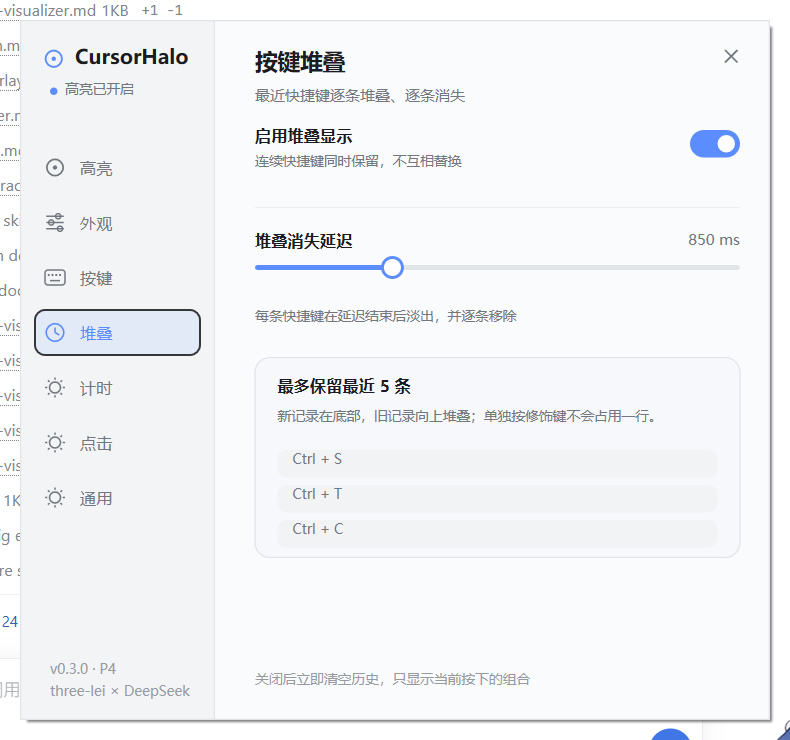 -visualizer.md 1KB +1 -1
CursorHalo
高亮已开启
高亮
外观
按键
堆叠
计时
点击
通用
v0.3.0 · P4
three-lei × DeepSeek
按键堆叠
最近快捷键逐条堆叠、逐条消失
启用堆叠显示
连续快捷键同时保留，不互相替换
堆叠消失延迟
850 ms
每条快捷键在延迟结束后淡出，并逐条移除
最多保留最近 5 条
新记录在底部，旧记录向上堆叠；单独按修饰键不会占用一行。
Ctrl + S
Ctrl + T
Ctrl + C
关闭后立即清空历史，只显示当前按下的组合